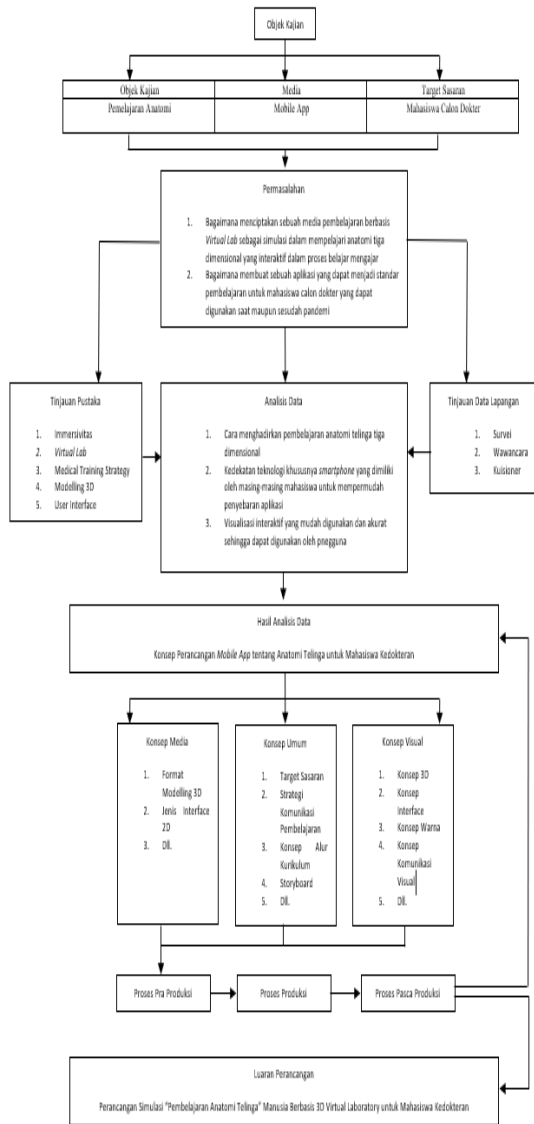 Objek Kajian
Objek Kajian
Media
Target Sasaran
Pemelajaran Anatomi
Mobile App
Mahasiswa Calon Dokter
Permasalahan
1. Bagaimana menciptakan sebuah media pembelajaran berbasis
Virtual Lab sebagai simulasi dalam mempelajari anatomi tiga
dimensional yang interaktif dalam proses belajar mengajar
2. Bagaimana membuat sebuah aplikasi yang dapat menjadi standar
pembelajaran untuk mahasiswa calon dokter yang dapat
digunakan saat maupun sesudah pandemi
Tinjauan Pustaka
1. Immersivitas
2. Virtual Lab
3. Medical Training Strategy
4. Modelling 3D
5. User Interface
Analisis Data
1. Cara menghadirkan pembelajaran anatomi telinga tiga
dimensional
2. Kedekatan teknologi khususnya smartphone yang dimiliki
oleh masing-masing mahasiswa untuk mempermudah
penyebaran aplikasi
3. Visualisasi interaktif yang mudah digunakan dan akurat
sehingga dapat digunakan oleh pnegguna
Tinjauan Data Lapangan
1. Survei
2. Wawancara
3. Kuisioner
Hasil Analisis Data
Konsep Perancangan Mobile App tentang Anatomi Telinga untuk Mahasiswa Kedokteran
Konsep Media
1. Format
Modelling 3D
2. Jenis Interface
2D
3. Dll.
Konsep Umum
1. Target Sasaran
2. Strategi
Komunikasi
Pembelajaran
3. Konsep Alur
Kurikulum
4. Storyboard
5. Dll.
Konsep Visual
1. Konsep 3D
2. Konsep
Interface
3. Konsep Warna
4. Konsep
Komunikasi
Visual
5. Dll.
Proses Pra Produksi
Proses Produksi
Proses Pasca Produksi
Luaran Perancangan
Perancangan Simulasi "Pembelajaran Anatomi Telinga" Manusia Berbasis 3D Virtual Laboratory untuk Mahasiswa Kedokteran